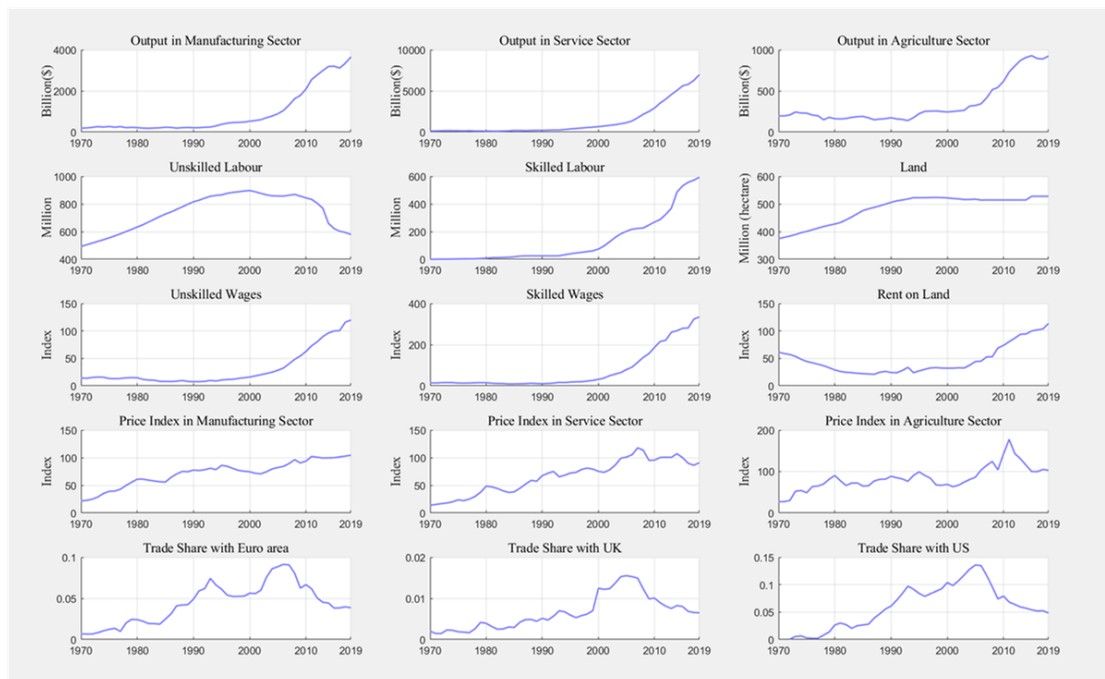 Output in Manufacturing Sector
Billion($)
4000
2000
0
1970 1980 1990 2000 2010 2019
Output in Service Sector
Billion($)
10000
5000
0
1970 1980 1990 2000 2010 2019
Output in Agriculture Sector
Billion($)
1000
500
0
1970 1980 1990 2000 2010 2019
Unskilled Labour
Million
1000
800
600
400
1970 1980 1990 2000 2010 2019
Skilled Labour
Million
600
400
200
0
1970 1980 1990 2000 2010 2019
Land
Million (hectare)
600
500
400
300
1970 1980 1990 2000 2010 2019
Unskilled Wages
Index
150
100
50
0
1970 1980 1990 2000 2010 2019
Skilled Wages
Index
400
200
0
1970 1980 1990 2000 2010 2019
Rent on Land
Index
150
100
50
0
1970 1980 1990 2000 2010 2019
Price Index in Manufacturing Sector
Index
150
100
50
0
1970 1980 1990 2000 2010 2019
Price Index in Service Sector
Index
150
100
50
0
1970 1980 1990 2000 2010 2019
Price Index in Agriculture Sector
Index
200
100
0
1970 1980 1990 2000 2010 2019
Trade Share with Euro area
0.1
0.05
0
1970 1980 1990 2000 2010 2019
Trade Share with UK
0.02
0.01
0
1970 1980 1990 2000 2010 2019
Trade Share with US
0.15
0.1
0.05
0
1970 1980 1990 2000 2010 2019